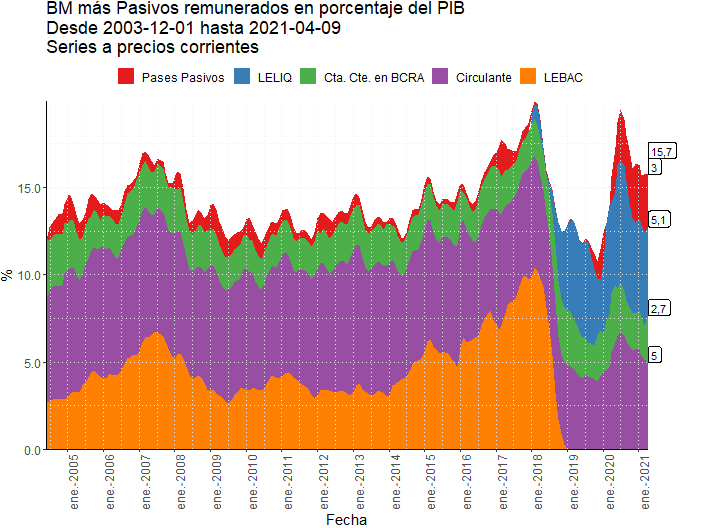 BM más Pasivos remunerados en porcentaje del PIB
Desde 2003-12-01 hasta 2021-04-09
Series a precios corrientes
Pases Pasivos LELIQ Cta. Cte. en BCRA Circulante LEBAC
15,7
3
15.0
5,1
%
10.0
2,7
5.0
5
0.0
ene.-2005 ene.-2006 ene.-2007 ene.-2008 ene.-2009 ene.-2010 ene.-2011 ene.-2012 ene.-2013 ene.-2014 ene.-2015 ene.-2016 ene.-2017 ene.-2018 ene.-2019 ene.-2020 ene.-2021
Fecha